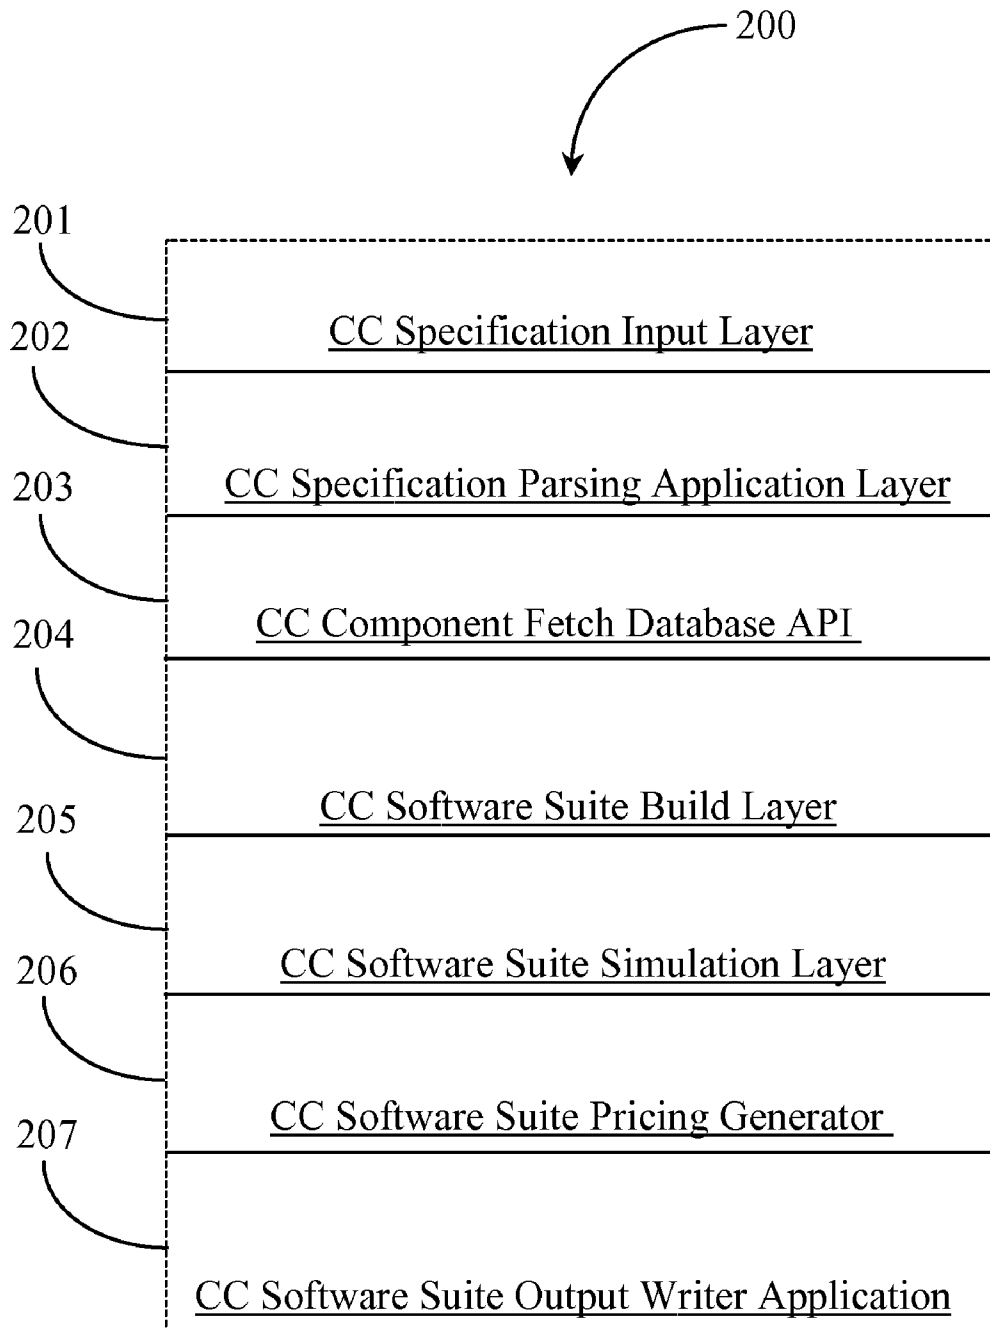 200
201
CC Specification Input Layer
202
CC Specification Parsing Application Layer
203
CC Component Fetch Database API
204
CC Software Suite Build Layer
205
CC Software Suite Simulation Layer
206
CC Software Suite Pricing Generator
207
CC Software Suite Output Writer Application